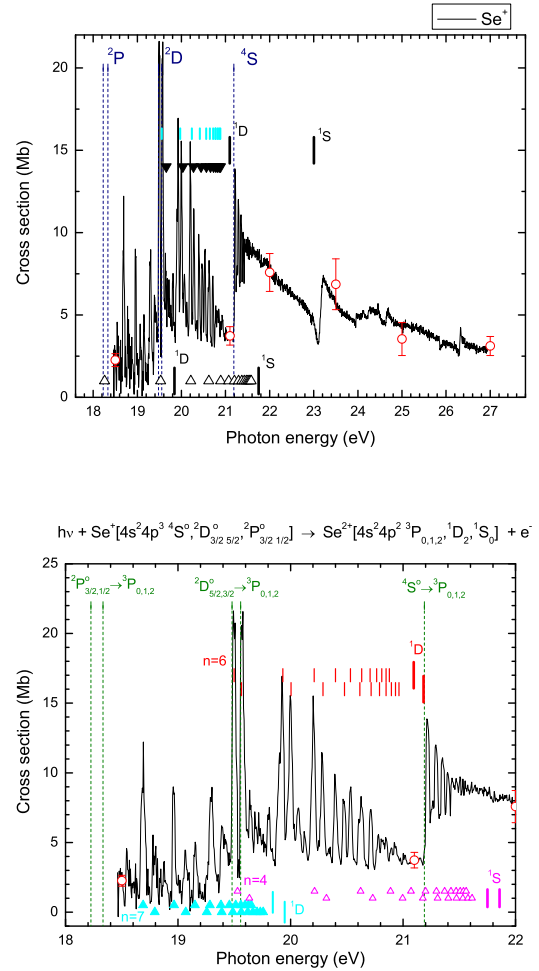 Se⁺
²P ²D ⁴S
20
15
10
5
0
¹D ¹S
¹D ¹S
Cross section (Mb)
18 19 20 21 22 23 24 25 26 27
Photon energy (eV)
hν + Se⁺[4s²4p³ ⁴S°,²D°3/2 5/2,²P°3/2 1/2] → Se²⁺[4s²4p² ³P0,1,2,¹D2,¹S0] + e⁻
25
20
15
10
5
0
²P°3/2,1/2→³P0,1,2 ²D°5/2,3/2→³P0,1,2 ⁴S°→³P0,1,2
n=6 ¹D
n=4 ¹S
n=7 ¹D
Cross section (Mb)
18 19 20 21 22
Photon energy (eV)